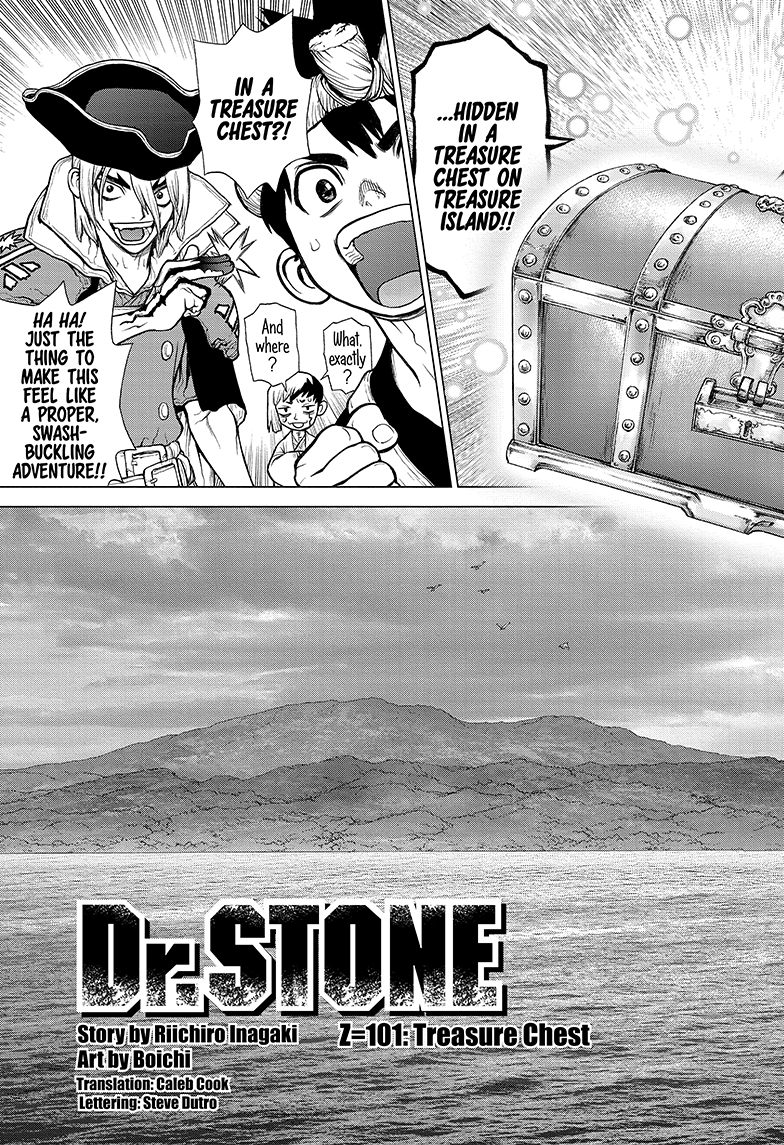 ...HIDDEN
IN A
TREASURE
CHEST ON
TREASURE
ISLAND!!
IN A
TREASURE
CHEST?!
What,
exactly
?
And
where
?
HA HA!
JUST THE
THING TO
MAKE THIS
FEEL LIKE
A PROPER,
SWASH-
BUCKLING
ADVENTURE!!
Dr.STONE
Story by Riichiro Inagaki
Art by Boichi
Translation: Caleb Cook
Lettering: Steve Dutro
Z=101: Treasure Chest